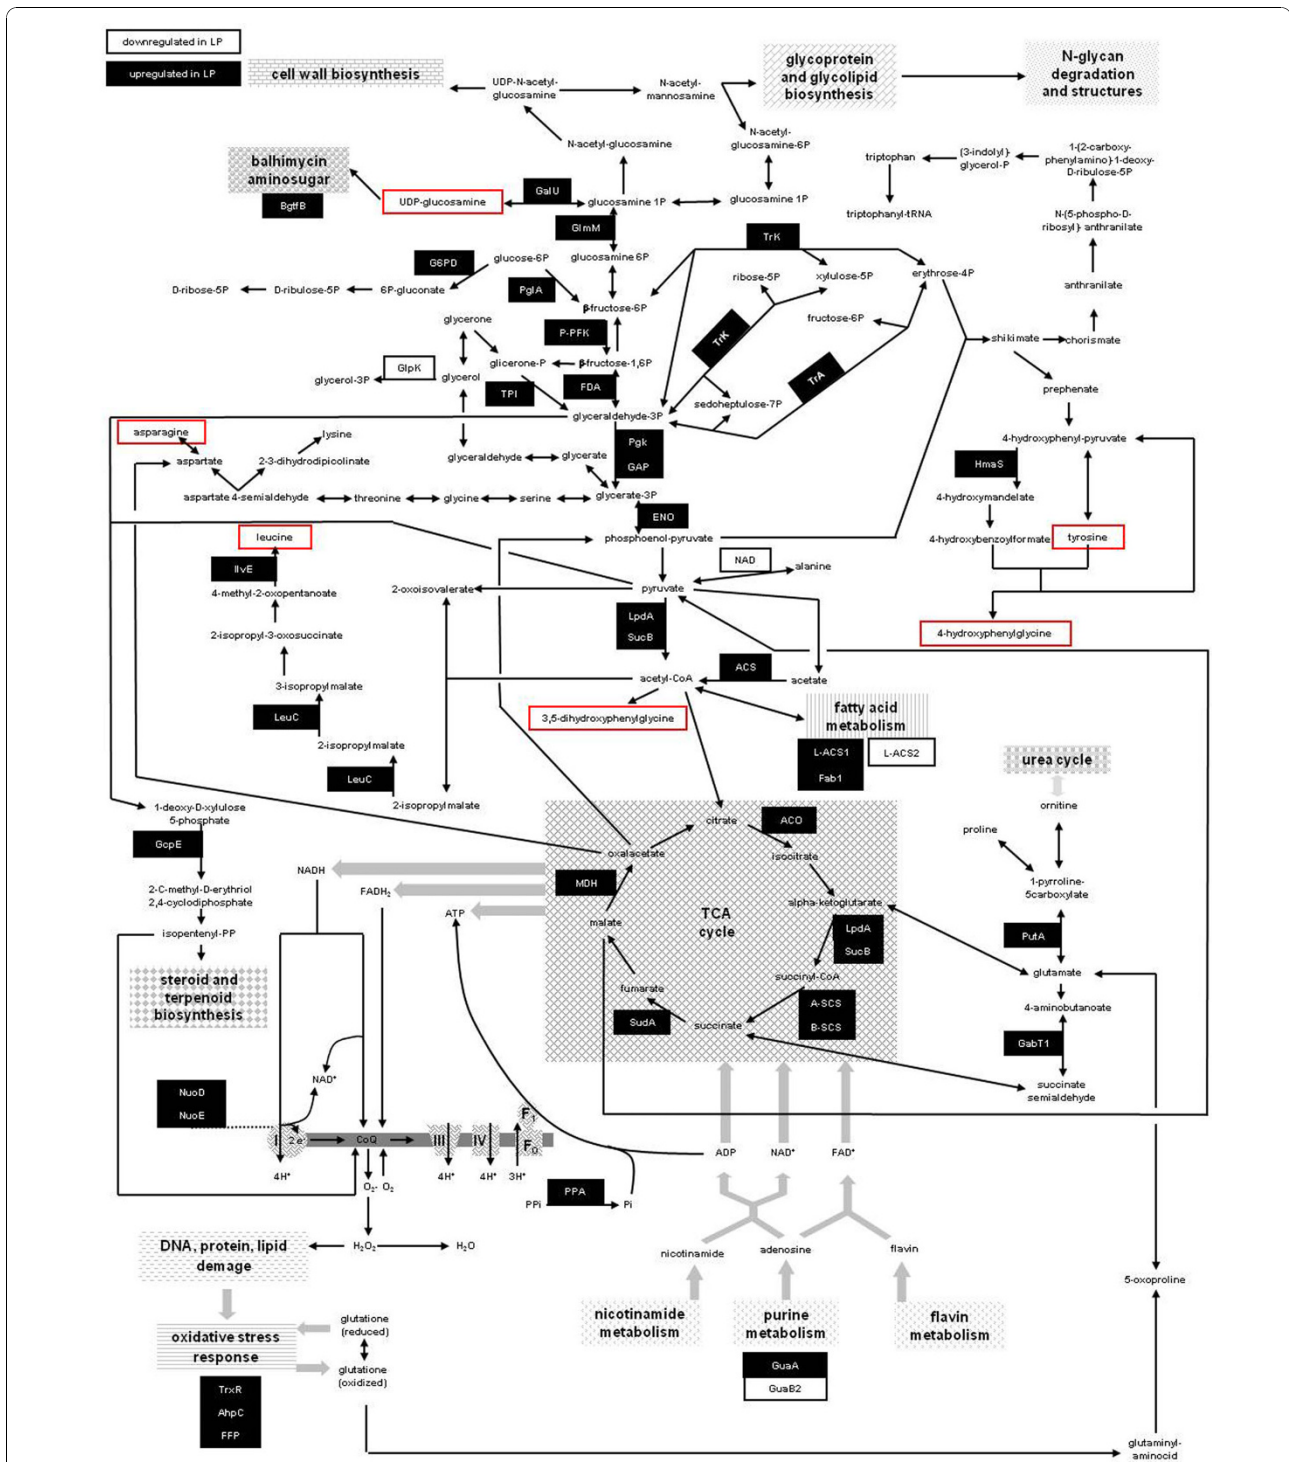 downregulated in LP
upregulated in LP
cell wall biosynthesis
UDP-N-acetyl-
glucosamine
N-acetyl-
mannosamine
glycoprotein
and glycolipid
biosynthesis
N-glycan
degradation
and structures
N-acetyl-glucosamine
N-acetyl-
glucosamine-6P
triptophan
(3-indolyl)-
glycerol-P
1-(2-carboxy-
phenylamino)1-deoxy-
D-ribulose-5P
balhimycin
aminosugar
BgtfB
UDP-glucosamine
GalU
glucosamine 1P
glucosamine 1P
triptophanyl-tRNA
N-(5-phospho-D-
ribosyl) anthranilate
GlmM
TrK
G6PD
glucose-6P
glucosamine 6P
ribose-5P
xylulose-5P
erythrose-4P
D-ribose-5P
D-ribulose-5P
6P-gluconate
PglA
β-fructose-6P
anthranilate
glycerone
P-PFK
TrK
fructose-6P
shikimate
chorismate
GlpK
glycerol-3P
glycerol
glicerone-P
β-fructose-1,6P
TPI
FDA
TrA
prephenate
sedoheptulose-7P
glyceraldehyde-3P
asparagine
lysine
aspartate
2-3-dihydrodipicolinate
glyceraldehyde
glycerate
Pgk
GAP
4-hydroxyphenyl-pyruvate
HmaS
aspartate 4-semialdehyde
threonine
glycine
serine
glycerate-3P
4-hydroxymandelate
ENO
leucine
phosphoenol-pyruvate
4-hydroxybenzoylformate
tyrosine
IlvE
NAD
alanine
4-methyl-2-oxopentanoate
2-oxoisovalerate
pyruvate
LpdA
SucB
2-isopropyl-3-oxosuccinate
4-hydroxyphenylglycine
ACS
3-isopropylmalate
acetyl-CoA
acetate
LeuC
3,5-dihydroxyphenylglycine
fatty acid
metabolism
2-isopropylmalate
L-ACS1
Fab1
L-ACS2
urea cycle
LeuC
2-isopropylmalate
1-deoxy-D-xylulose
5-phosphate
ornitine
citrate
ACO
proline
GcpE
oxalacetate
isocitrate
NADH
MDH
1-pyrroline-
5carboxylate
2-C-methyl-D-erythriol
2,4-cyclodiphosphate
FADH2
alpha-ketoglutarate
ATP
malate
TCA
cycle
LpdA
SucB
PutA
isopentenyl-PP
steroid and
terpenoid
biosynthesis
succinyl-CoA
glutamate
fumarate
A-SCS
B-SCS
4-aminobutanoate
SudA
succinate
GabT1
NAD+
succinate
semialdehyde
NuoD
NuoE
I
2 e-
CoQ
III
IV
F1
F0
4H+
4H+
4H+
3H+
O2-
O2
ADP
NAD+
FAD+
PPi
PPA
Pi
DNA, protein, lipid
demage
H2O2
H2O
nicotinamide
adenosine
flavin
5-oxoproline
nicotinamide
metabolism
purine
metabolism
flavin
metabolism
oxidative stress
response
glutatione
(reduced)
glutatione
(oxidized)
GuaA
GuaB2
TrxR
AhpC
FFP
glutaminyl-
aminocid